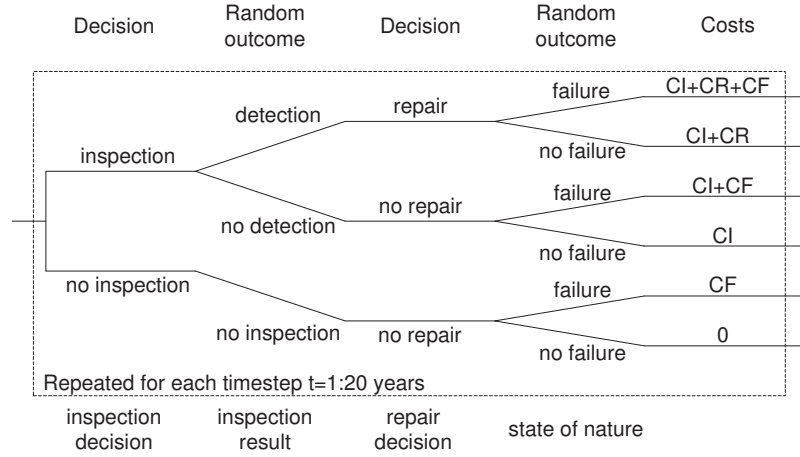 Decision
Random
outcome
Decision
Random
outcome
Costs
inspection
detection
repair
failure
CI+CR+CF
no failure
CI+CR
no detection
no repair
failure
CI+CF
no failure
CI
no inspection
no inspection
no repair
failure
CF
no failure
0
Repeated for each timestep t=1:20 years
inspection
decision
inspection
result
repair
decision
state of nature